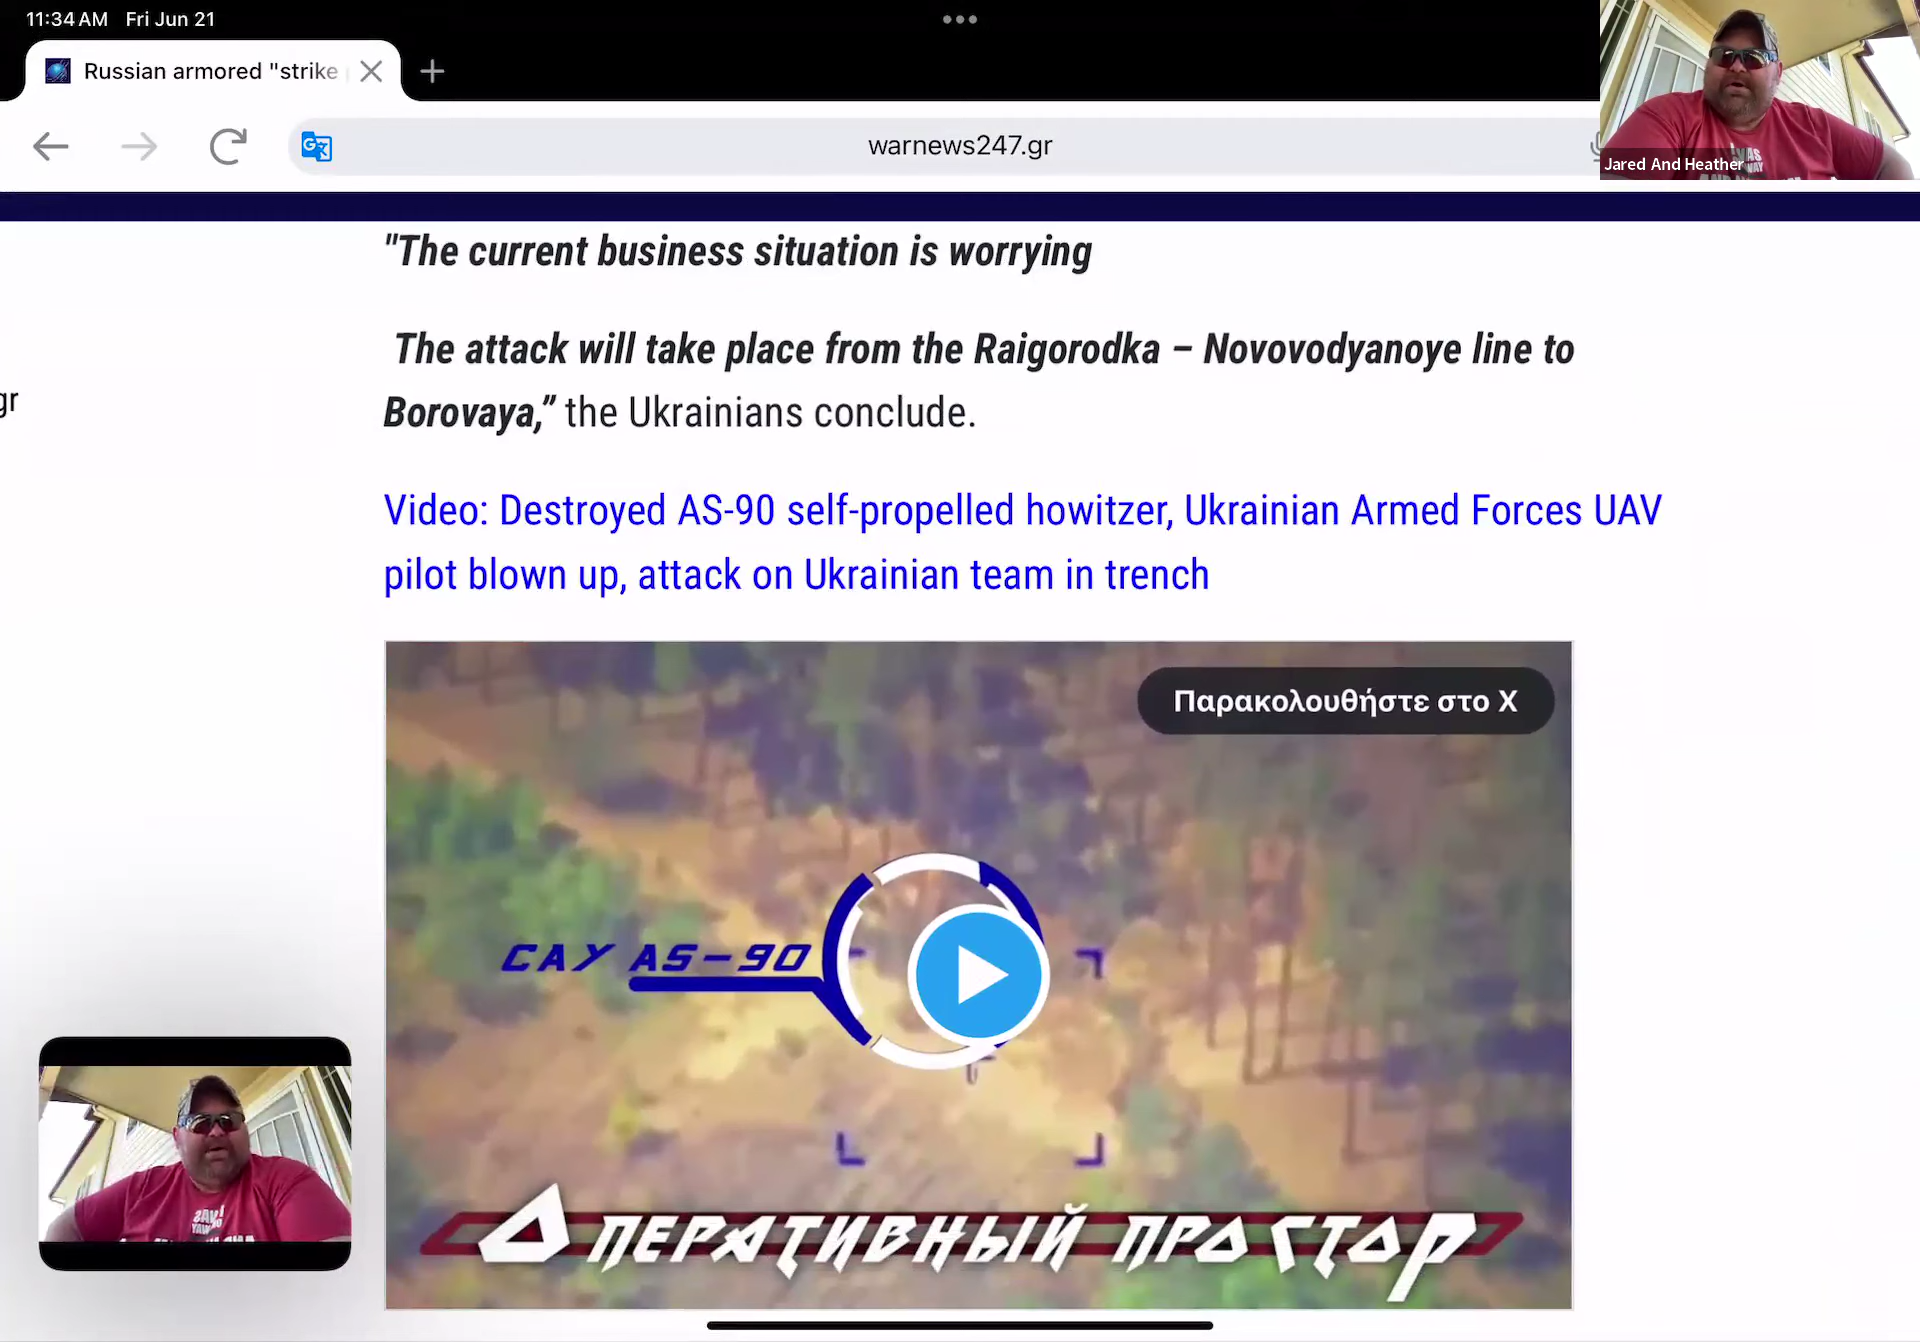 11:34 AM Fri Jun 21
Russian armored "strike
warnews247.gr
Jared And Heather
"The current business situation is worrying
The attack will take place from the Raigorodka – Novovodyanoye line to
Borovaya,” the Ukrainians conclude.
gr
Video: Destroyed AS-90 self-propelled howitzer, Ukrainian Armed Forces UAV
pilot blown up, attack on Ukrainian team in trench
Παρακολουθήστε στο X
САУ AS-90
Оперативный простор